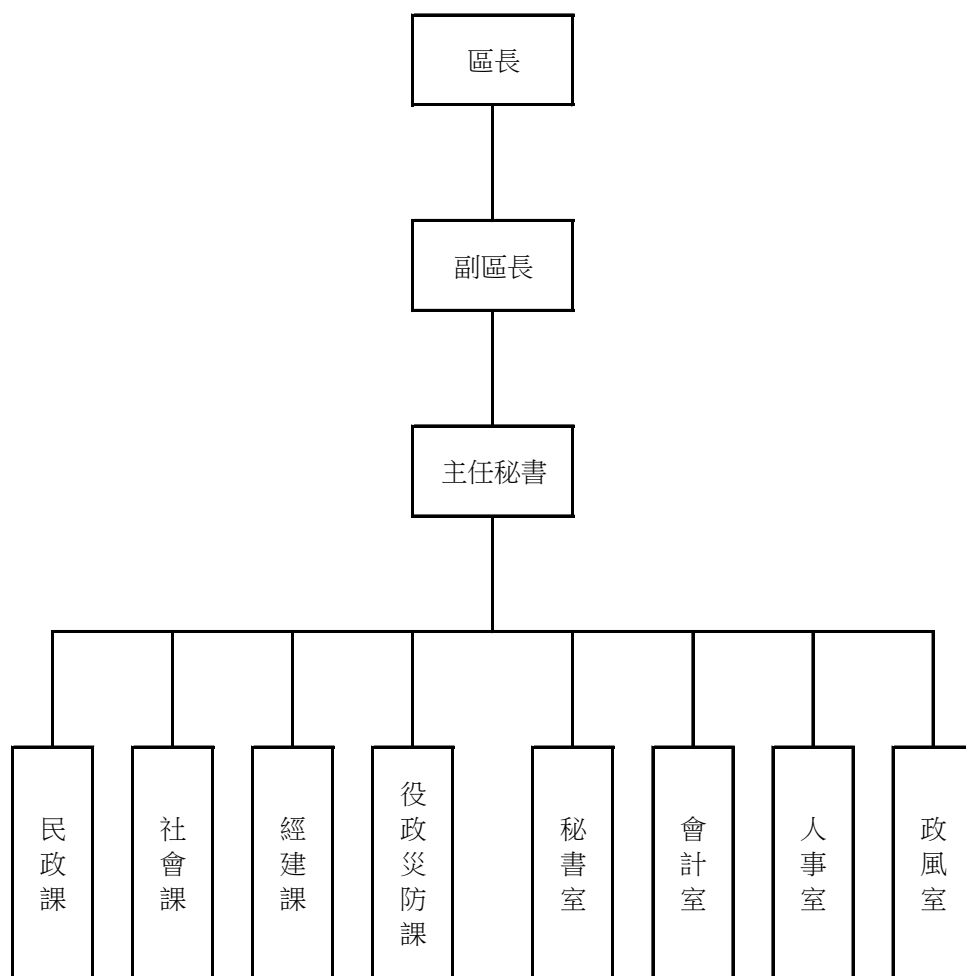 區長
副區長
主任秘書
民政課
社會課
經建課
役政災防課
秘書室
會計室
人事室
政風室